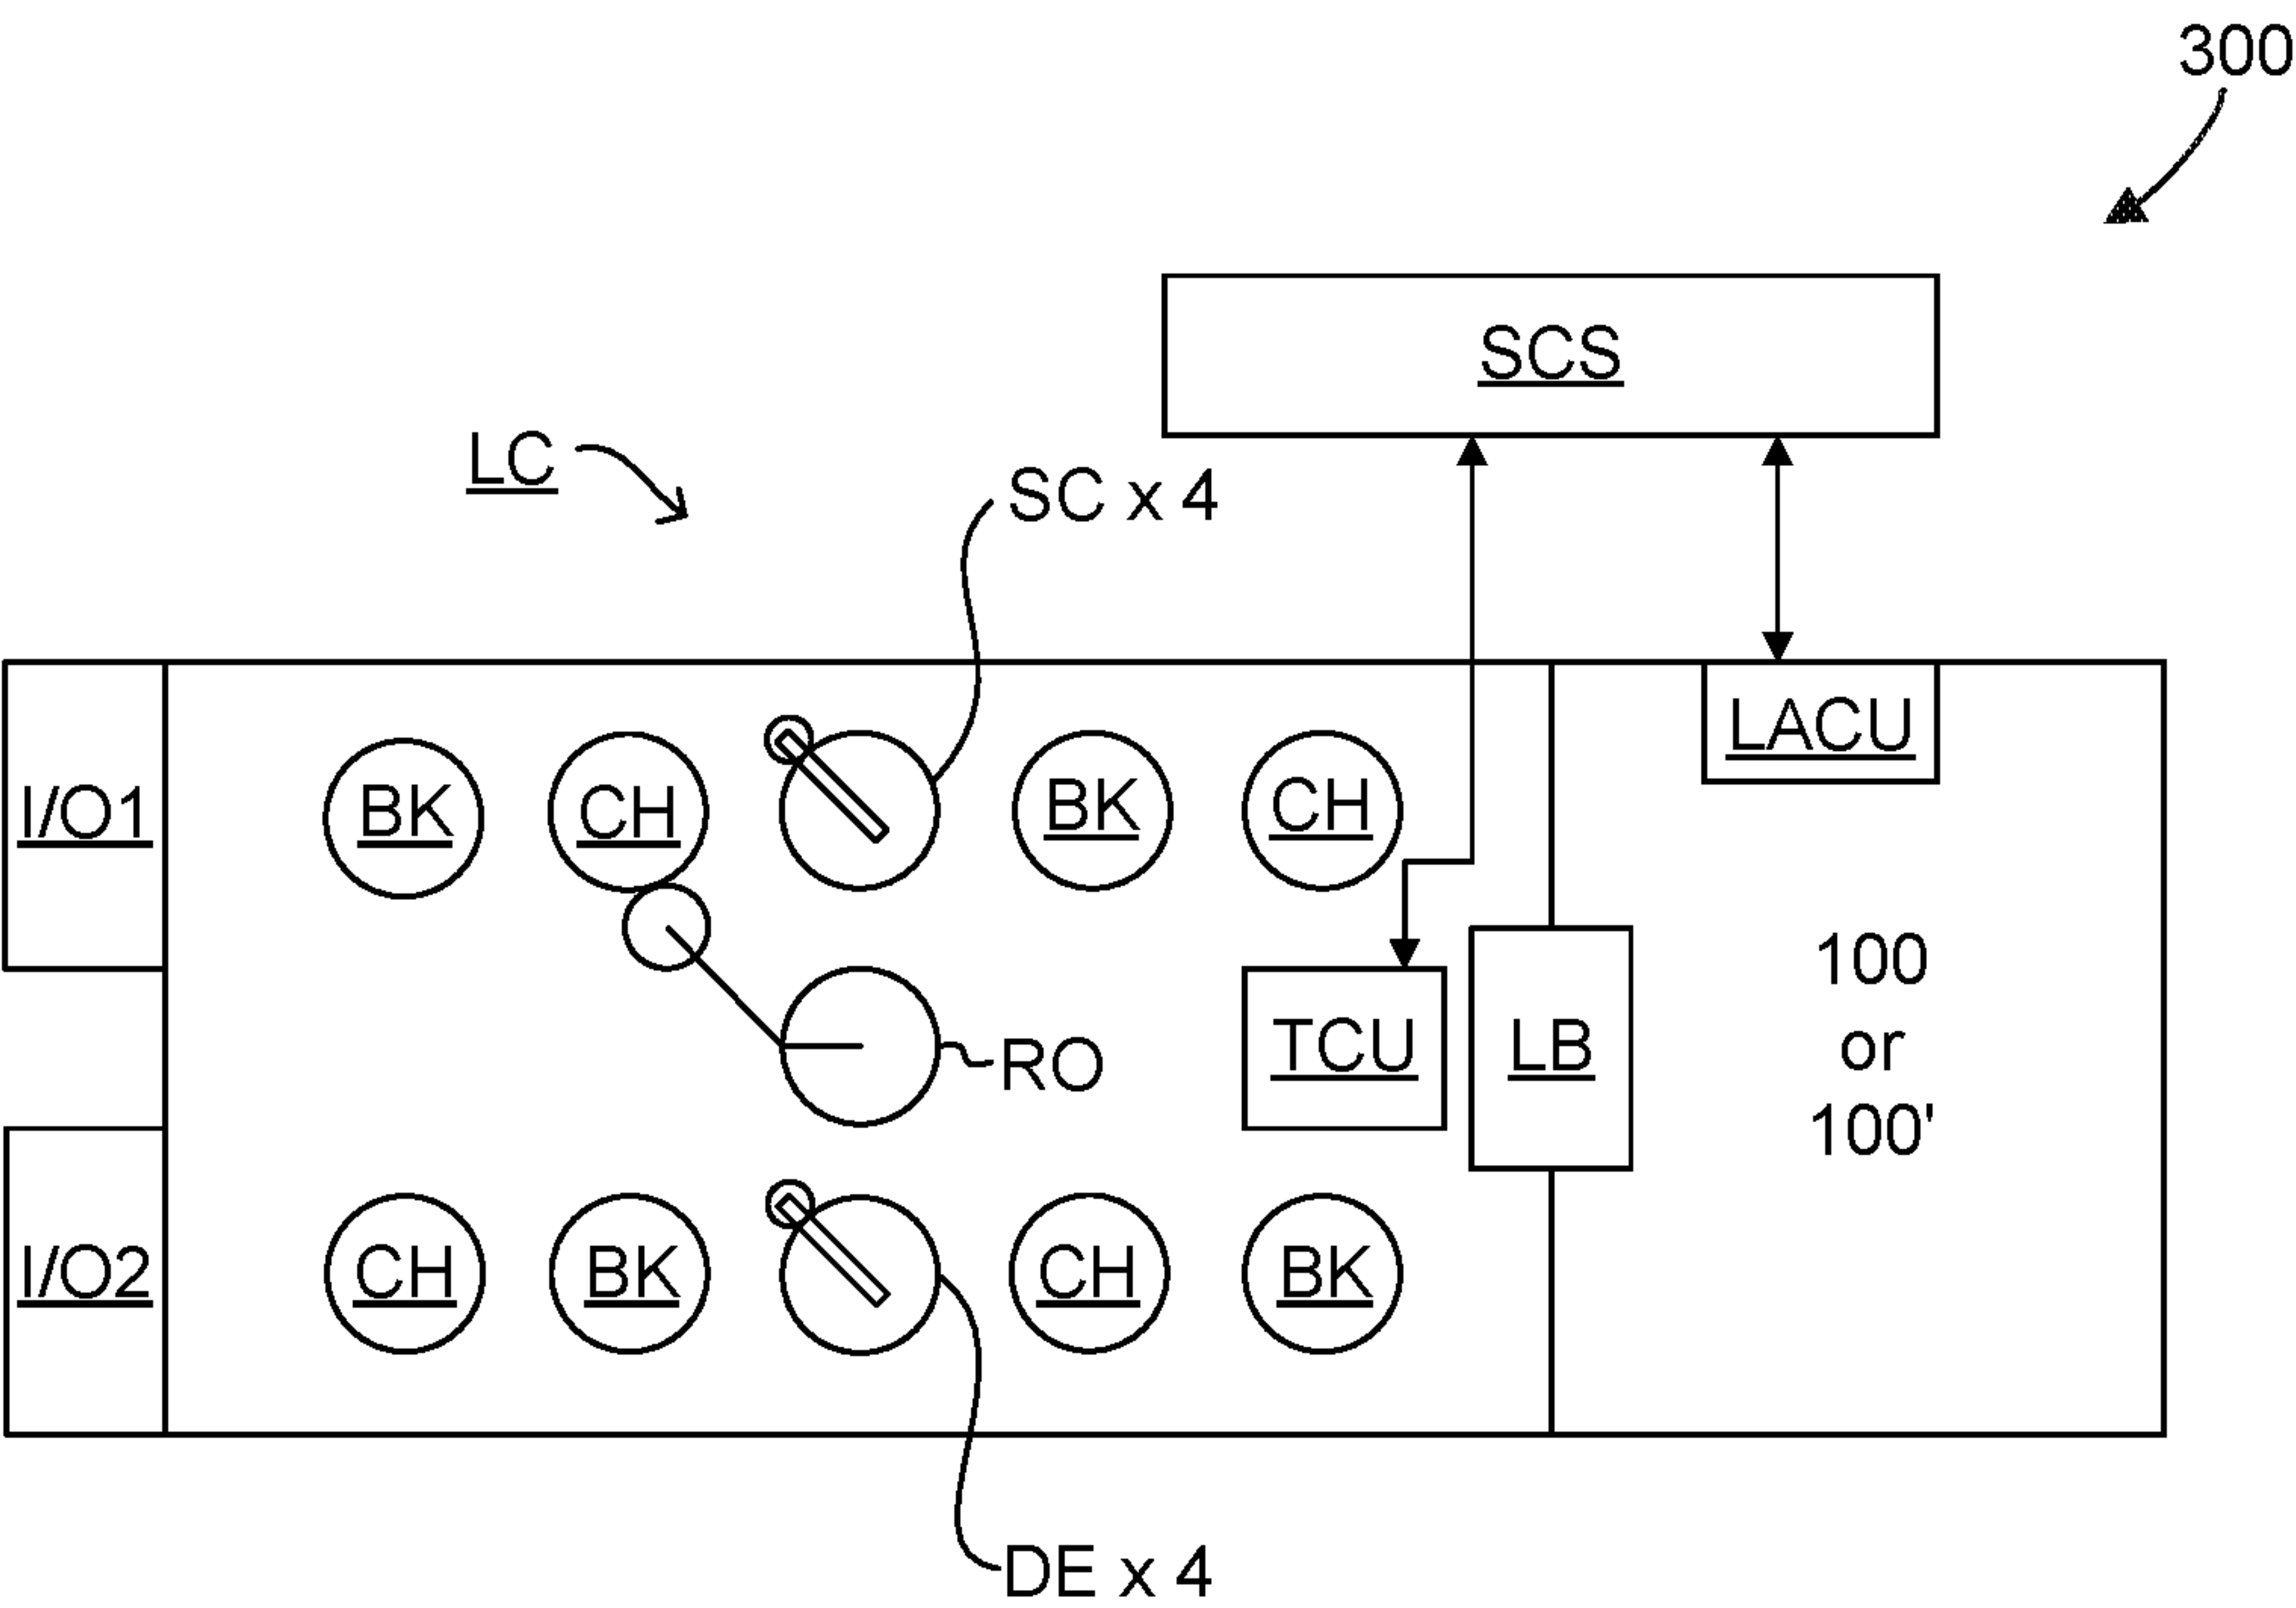 300
SCS
LC
SC x 4
LACU
I/O1
BK
CH
BK
CH
100
or
100'
TCU
LB
RO
I/O2
CH
BK
CH
BK
DE x 4